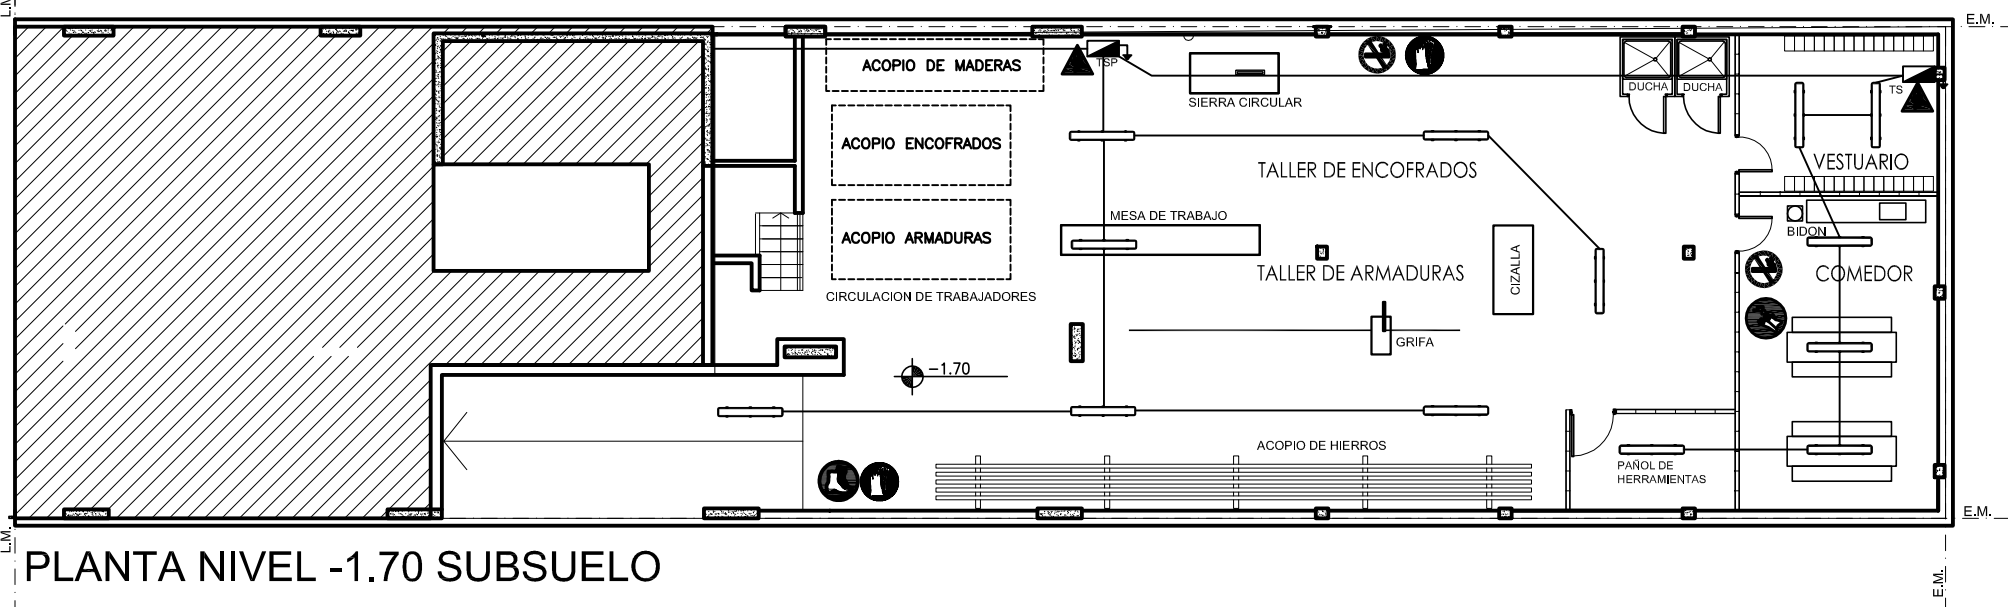 L.M.
E.M.
ACOPIO DE MADERAS
TSP
SIERRA CIRCULAR
DUCHA
DUCHA
TS
ACOPIO ENCOFRADOS
TALLER DE ENCOFRADOS
VESTUARIO
MESA DE TRABAJO
BIDON
ACOPIO ARMADURAS
CIZALLA
TALLER DE ARMADURAS
COMEDOR
CIRCULACION DE TRABAJADORES
GRIFA
-1.70
ACOPIO DE HIERROS
PAÑOL DE
HERRAMIENTAS
E.M.
L.M.
PLANTA NIVEL -1.70 SUBSUELO
E.M.